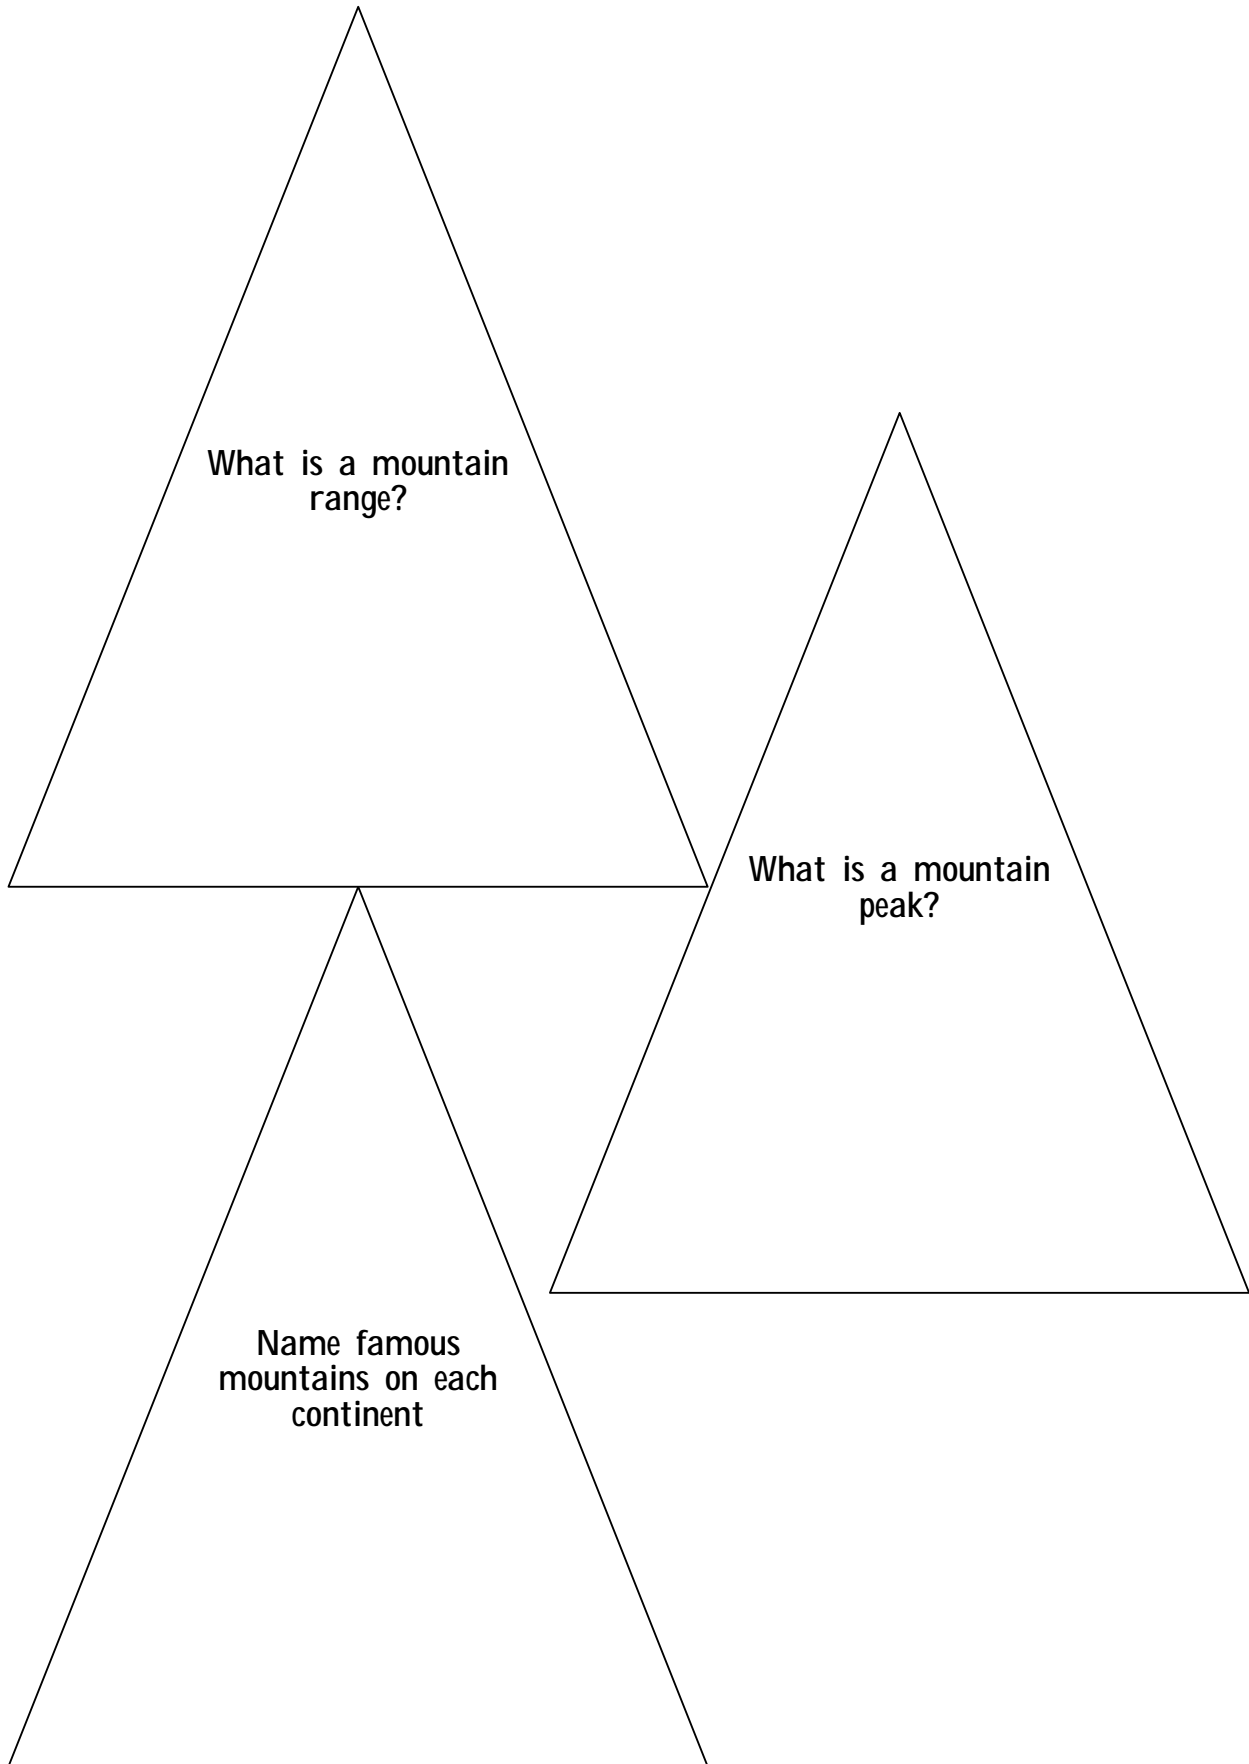 What is a mountain
range?
What is a mountain
peak?
Name famous
mountains on each
continent